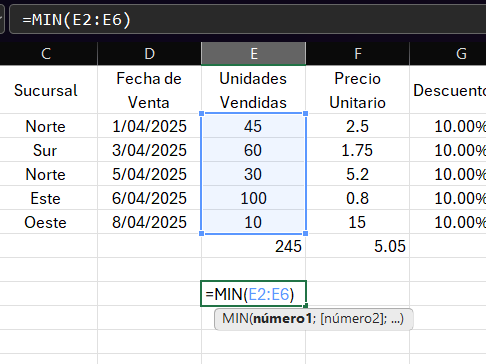 =MIN(E2:E6)
C D E F G
Sucursal Fecha de Venta Unidades Vendidas Precio Unitario Descuento
Norte 1/04/2025 45 2.5 10.00%
Sur 3/04/2025 60 1.75 10.00%
Norte 5/04/2025 30 5.2 10.00%
Este 6/04/2025 100 0.8 10.00%
Oeste 8/04/2025 10 15 10.00%
245 5.05
=MIN(E2:E6)
MIN(número1; [número2]; ...)